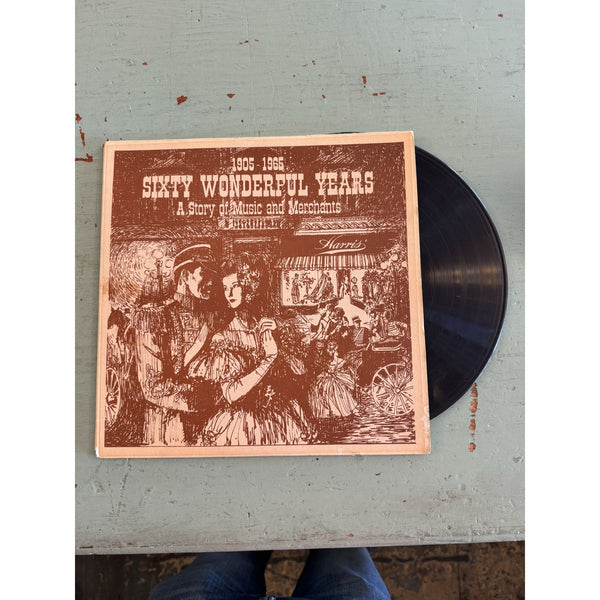 1905 - 1965
SIXTY WONDERFUL YEARS
A Story of Music and Merchants
Harris